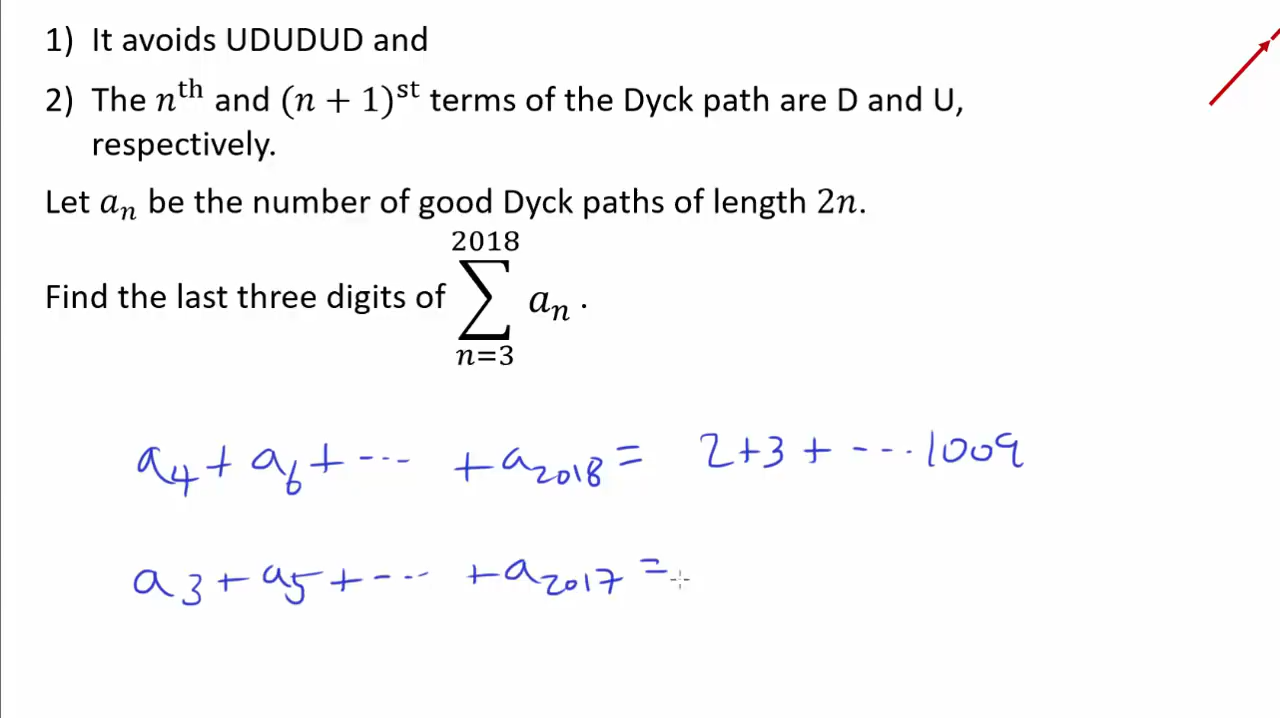 1) It avoids UDUDUD and
2) The nᵗʰ and (n + 1)ˢᵗ terms of the Dyck path are D and U,
respectively.
Let aₙ be the number of good Dyck paths of length 2n.
2018
Find the last three digits of ∑ aₙ .
n=3
a₄ + a₆ + ---- + a₂₀₁₈ = 2+3 + ---- 1009
a₃ + a₅ + ---- + a₂₀₁₇ =